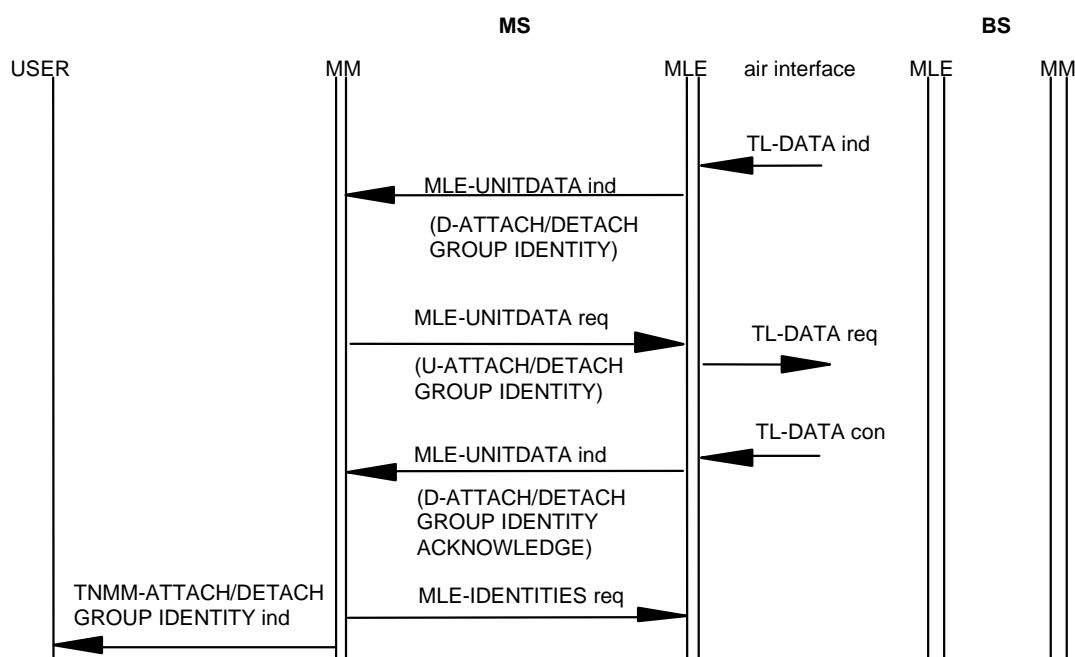 MS BS
USER MM MLE air interface MLE MM
TL-DATA ind
MLE-UNITDATA ind
(D-ATTACH/DETACH
GROUP IDENTITY)
MLE-UNITDATA req
TL-DATA req
(U-ATTACH/DETACH
GROUP IDENTITY)
TL-DATA con
MLE-UNITDATA ind
(D-ATTACH/DETACH
GROUP IDENTITY
ACKNOWLEDGE)
TNMM-ATTACH/DETACH
GROUP IDENTITY ind
MLE-IDENTITIES req